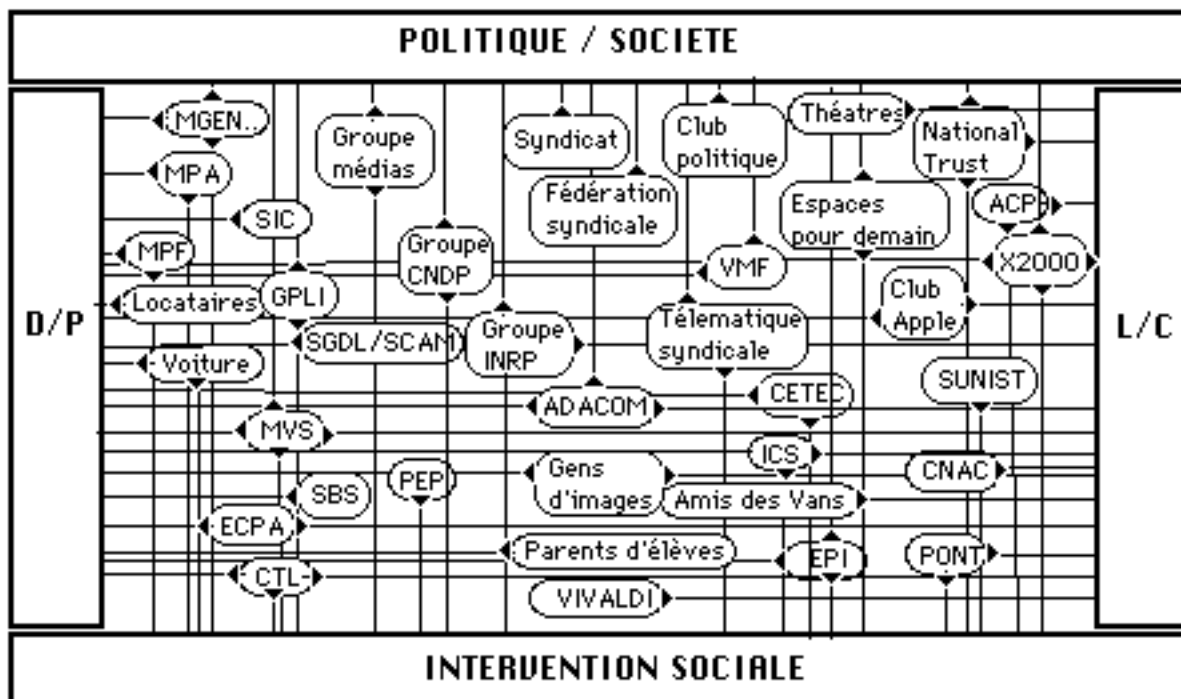 POLITIQUE / SOCIETE
D/P
L/C
MGEN..
Groupe
médias
Syndicat
Club
politique
Théatres
National
Trust
MPA
Fédération
syndicale
Espaces
pour demain
ACPH
SIC
MPF
Groupe
CNDP
VMF
X2000
Locataires
GPLI
Club
Apple
SGDL/SCAM
Groupe
INRP
Télematique
syndicale
Voiture
SUNIST
CETEC
ADACOM
MVS
ICS
CNAC
Gens
d'images
PEP
SBS
Amis des Vans
ECPA
Parents d'élèves
EPI
PONT
CTL
VIVALDI
INTERVENTION SOCIALE